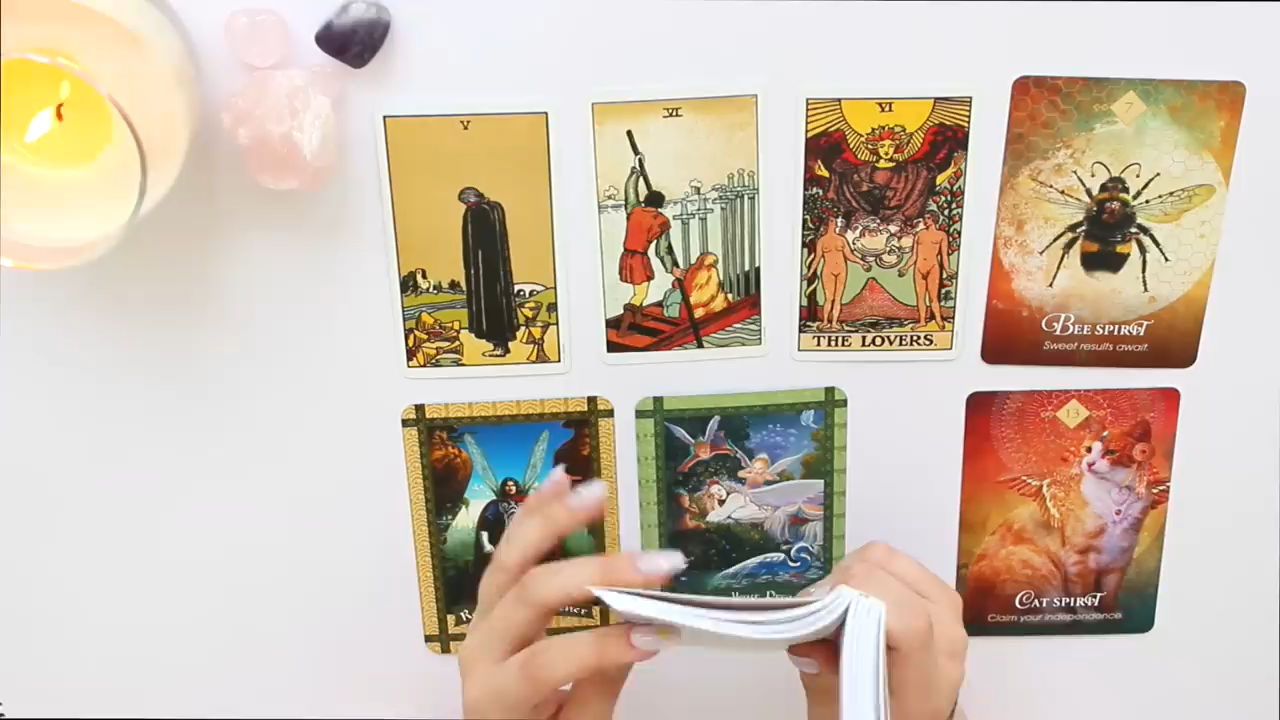 V
VI
VI
THE LOVERS.
7
BEE SPIRIT
Sweet results await.
13
CAT SPIRIT
Claim your independence.